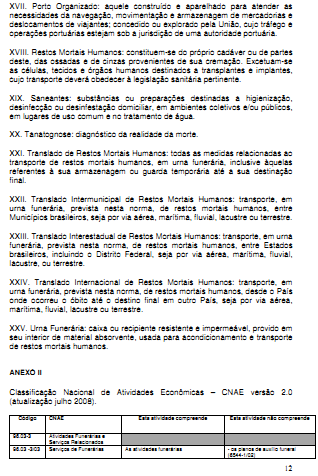 XVII. Porto Organizado: aquele construído e aparelhado para atender as
necessidades da navegação, movimentação e armazenagem de mercadorias e
deslocamentos de viajantes; concedido ou explorado pela União, cujo tráfego e
operações portuárias estejam sob a jurisdição de uma autoridade portuária.
XVIII. Restos Mortais Humanos: constituem-se do próprio cadáver ou de partes
deste, das ossadas e de cinzas provenientes de sua cremação. Excetuam-se
as células, tecidos e órgãos humanos destinados a transplantes e implantes,
cujo transporte deverá obedecer à legislação sanitária pertinente.
XIX. Saneantes: substâncias ou preparações destinadas a higienização,
desinfecção ou desinfestação domiciliar, em ambientes coletivos e/ou públicos,
em lugares de uso comum e no tratamento de água.
XX. Tanatognose: diagnóstico da realidade da morte.
XXI. Translado de Restos Mortais Humanos: todas as medidas relacionadas ao
transporte de restos mortais humanos, em urna funerária, inclusive àquelas
referentes à sua armazenagem ou guarda temporária até a sua destinação
final.
XXII. Translado Intermunicipal de Restos Mortais Humanos: transporte, em
urna funerária, prevista nesta norma, de restos mortais humanos, entre
Municípios brasileiros, seja por via aérea, marítima, fluvial, lacustre ou terrestre.
XXIII. Translado Interestadual de Restos Mortais Humanos: transporte, em urna
funerária, prevista nesta norma, de restos mortais humanos, entre Estados
brasileiros, incluindo o Distrito Federal, seja por via aérea, marítima, fluvial,
lacustre, ou terrestre.
XXIV. Translado Internacional de Restos Mortais Humanos: transporte, em
urna funerária, prevista nesta norma, de restos mortais humanos, desde o País
onde ocorreu o óbito até o destino final em outro País, seja por via aérea,
marítima, fluvial, lacustre ou terrestre.
XXV. Urna Funerária: caixa ou recipiente resistente e impermeável, provido em
seu interior de material absorvente, usada para acondicionamento e transporte
de restos mortais humanos.
ANEXO II
Classificação Nacional de Atividades Econômicas – CNAE versão 2.0
(atualização julho 2008).
Código CNAE Esta atividade compreende Esta atividade não compreende
96.03-3 Atividades Funerárias e
Serviços Relacionados
96.03-3/03 Serviços de Funerárias As atividades funerárias - os planos de auxílio funeral
(6544-1/02)
12